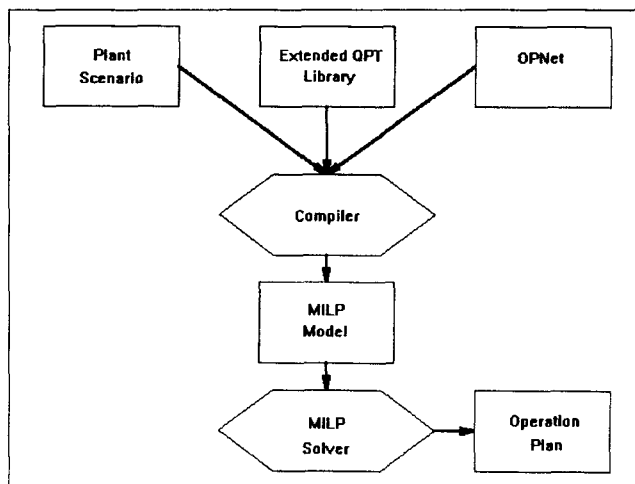 Plant
Scenario
Extended QPT
Library
OPNet
Compiler
MILP
Model
MILP
Solver
Operation
Plan